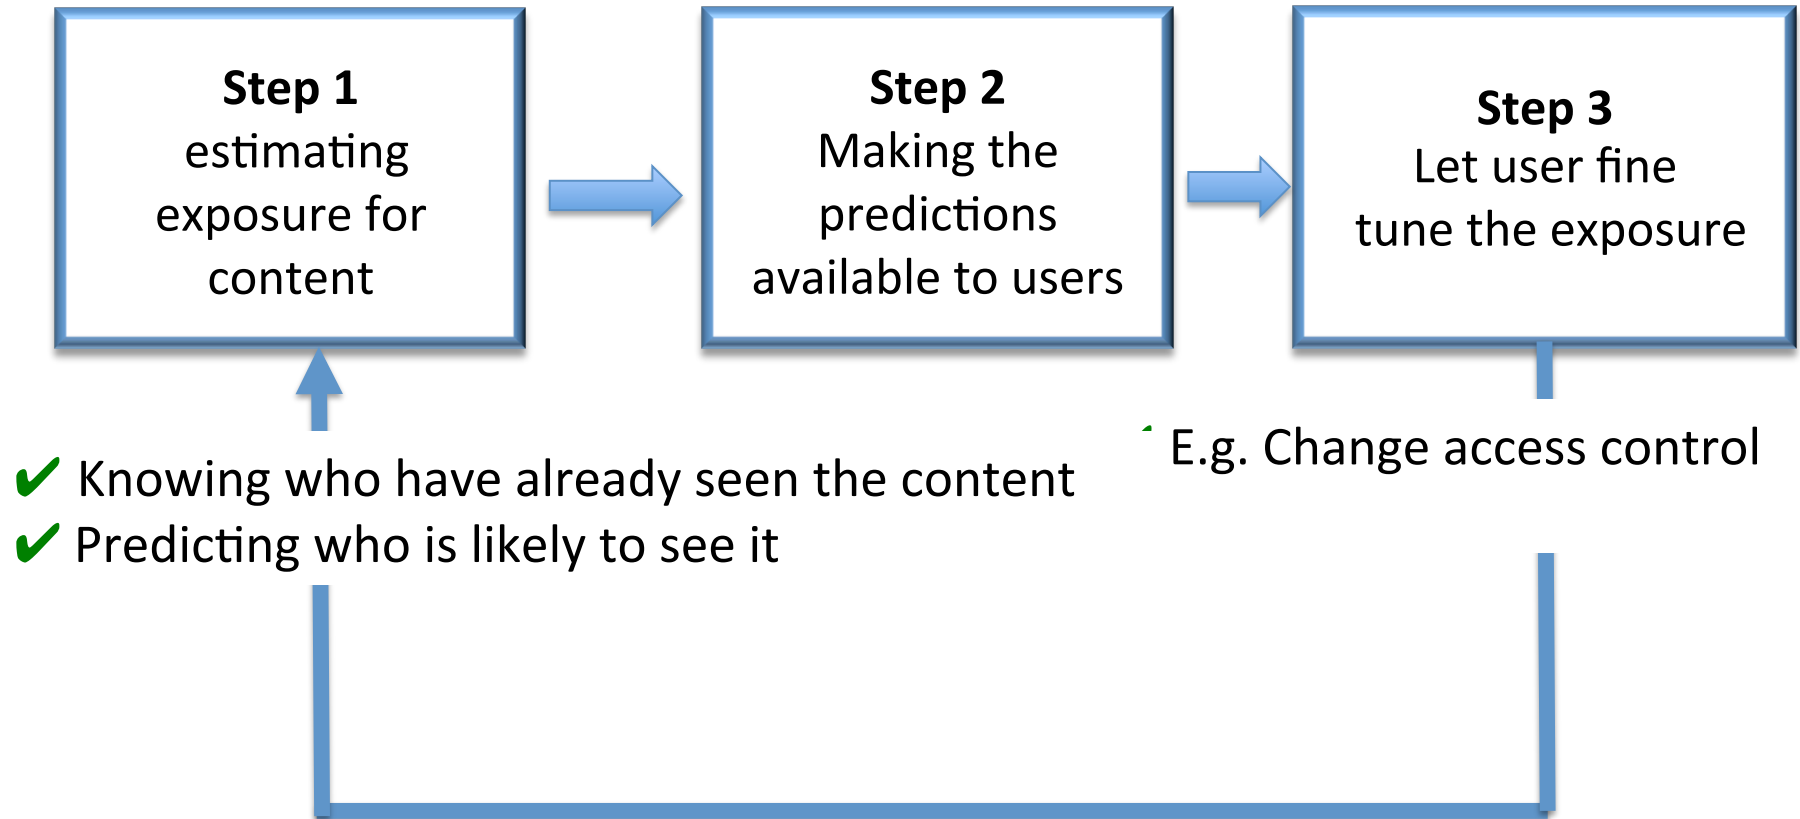 Step 1
estimating
exposure for
content
Step 2
Making the
predictions
available to users
Step 3
Let user fine
tune the exposure
✔ Knowing who have already seen the content
✔ Predicting who is likely to see it
E.g. Change access control